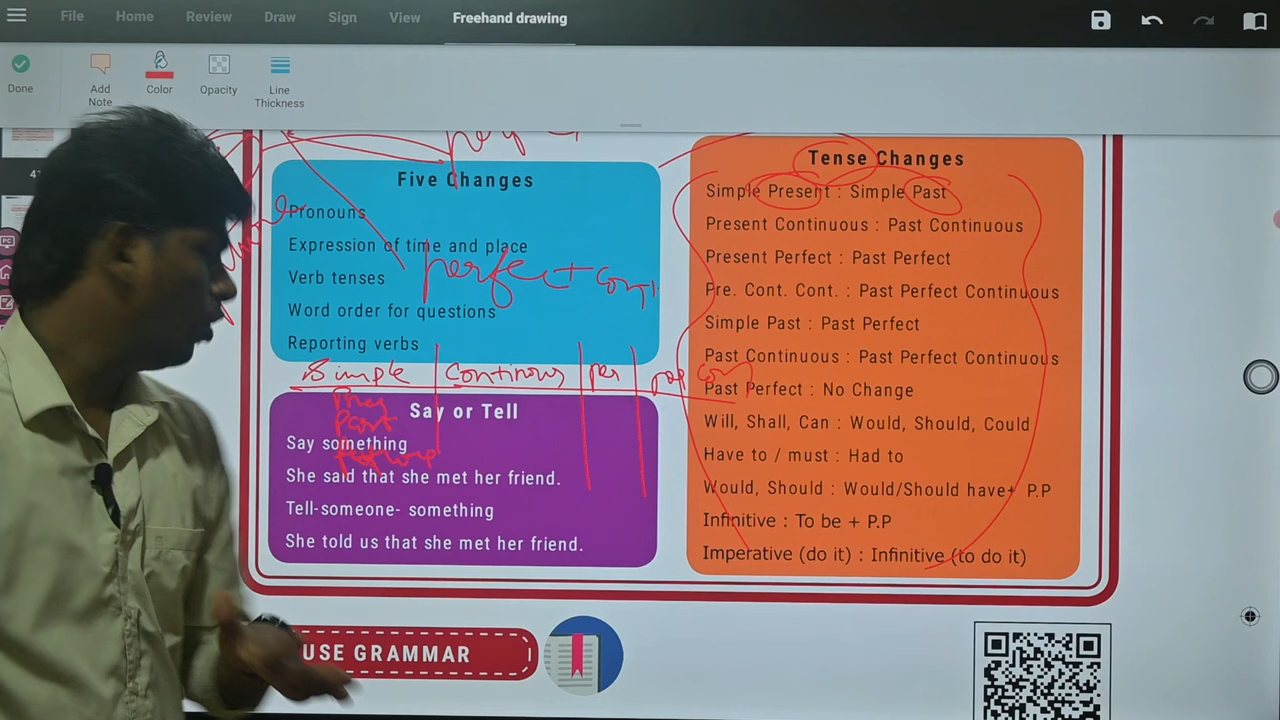 File Home Review Draw Sign View Freehand drawing
Done
Add Note
Color
Opacity
Line Thickness
Five Changes
Pronouns
Expression of time and place
Verb tenses
perfect cont
Word order for questions
Reporting verbs
Simple Continous per
Past
Say or Tell
Say something
She said that she met her friend.
Tell-someone- something
She told us that she met her friend.
Tense Changes
Simple Present : Simple Past
Present Continuous : Past Continuous
Present Perfect : Past Perfect
Pre. Cont. Cont. : Past Perfect Continuous
Simple Past : Past Perfect
Past Continuous : Past Perfect Continuous
Past Perfect : No Change
Will, Shall, Can : Would, Should, Could
Have to / must : Had to
Would, Should : Would/Should have+ P.P
Infinitive : To be + P.P
Imperative (do it) : Infinitive (to do it)
USE GRAMMAR